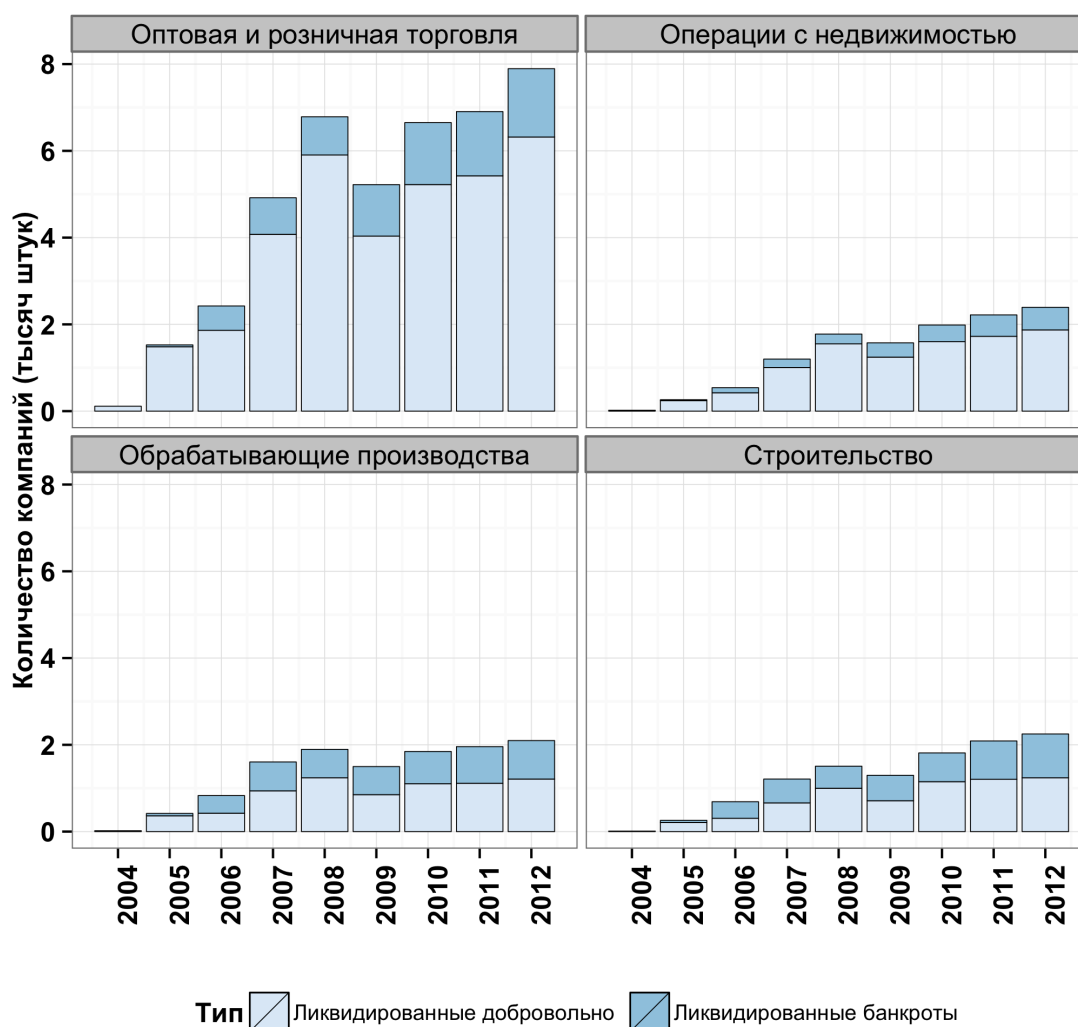 Оптовая и розничная торговля
Операции с недвижимостью
8
6
4
2
0
Обрабатывающие производства
Строительство
8
6
4
2
0
Количество компаний (тысяч штук)
2004 2005 2006 2007 2008 2009 2010 2011 2012
2004 2005 2006 2007 2008 2009 2010 2011 2012
Тип Ликвидированные добровольно Ликвидированные банкроты